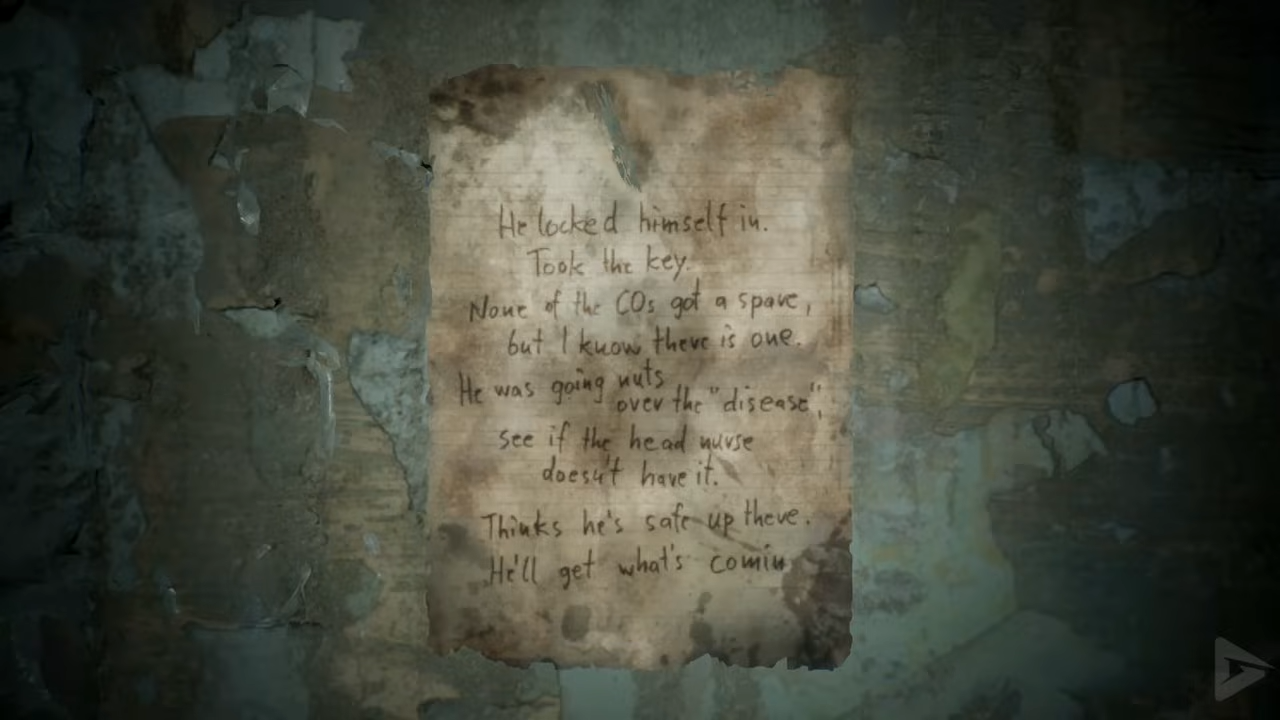 He locked himself in.
Took the key.
None of the COs got a spare,
but I know there is one.
He was going nuts
over the "disease",
see if the head nurse
doesn't have it.
Thinks he's safe up there.
He'll get what's comin